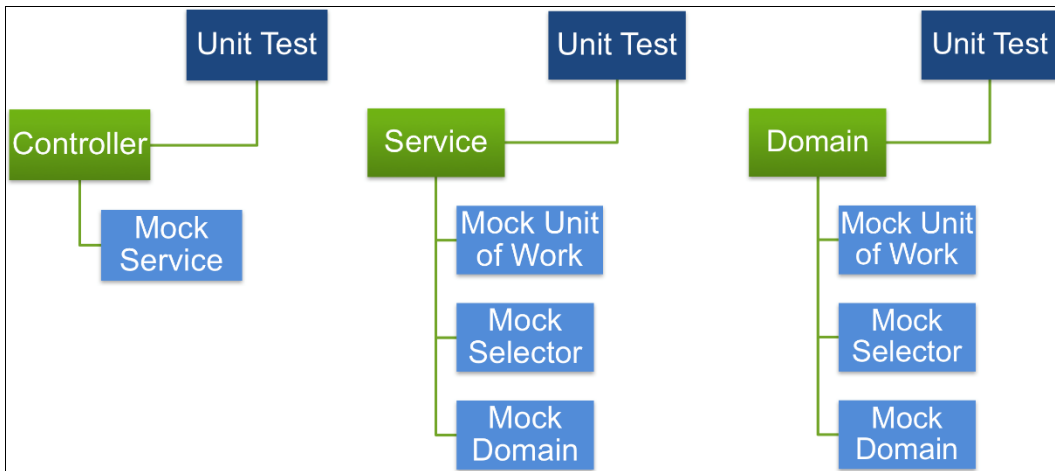 Unit Test
Unit Test
Unit Test
Controller
Service
Domain
Mock
Service
Mock Unit
of Work
Mock Unit
of Work
Mock
Selector
Mock
Selector
Mock
Domain
Mock
Domain